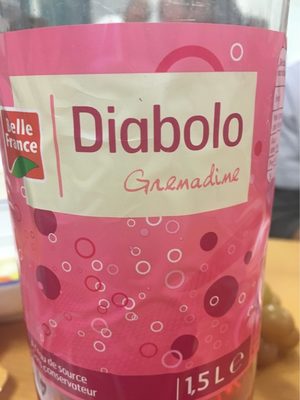 Belle
France
Diabolo
Grenadine
de source
conservateur
1,5 L e